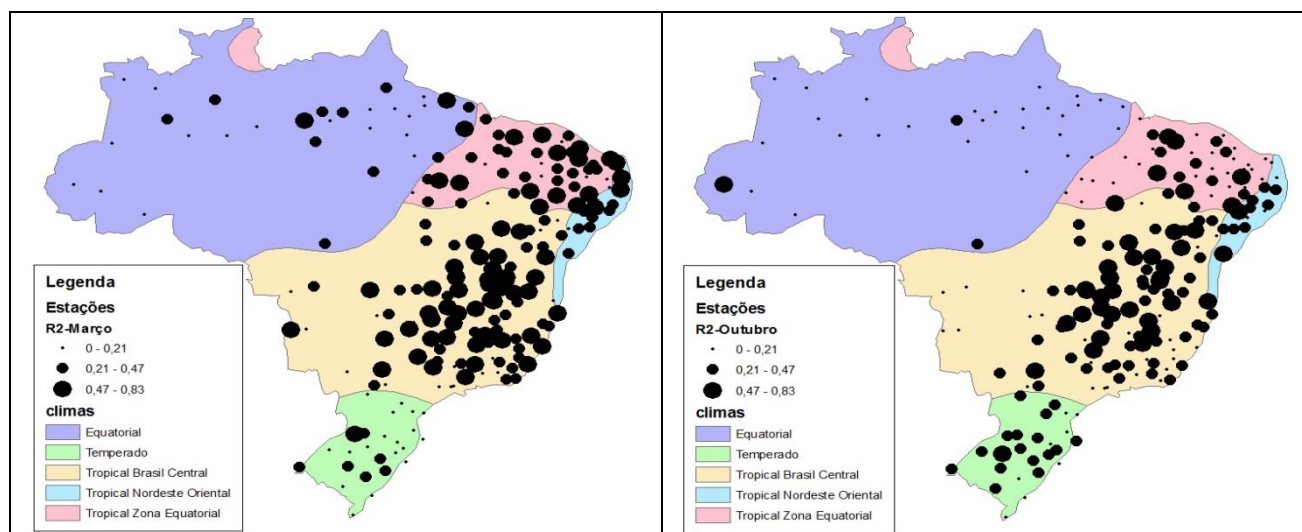 Legenda
Estações
R2-Março
0 - 0,21
0,21 - 0,47
0,47 - 0,83
climas
Equatorial
Temperado
Tropical Brasil Central
Tropical Nordeste Oriental
Tropical Zona Equatorial
Legenda
Estações
R2-Outubro
0 - 0,21
0,21 - 0,47
0,47 - 0,83
climas
Equatorial
Temperado
Tropical Brasil Central
Tropical Nordeste Oriental
Tropical Zona Equatorial